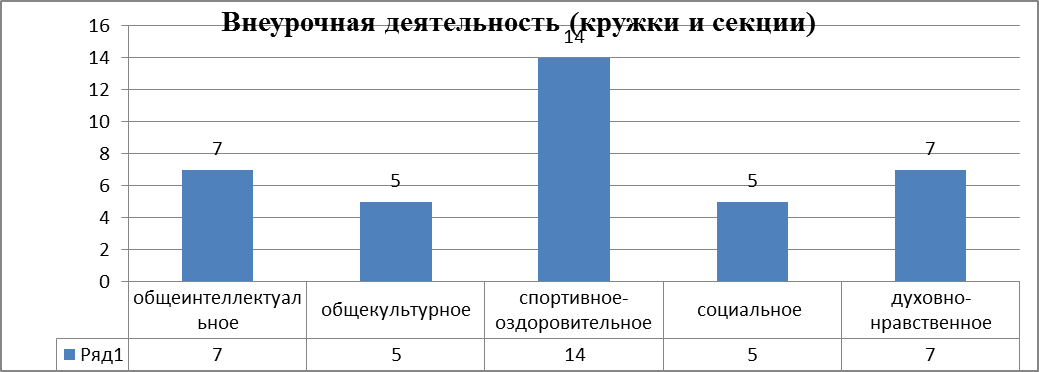 Внеурочная деятельность (кружки и секции)
16
14
12
10
8
6
4
2
0
7
5
14
5
7
общеинтеллектуал
ьное
общекультурное
спортивное-
оздоровительное
социальное
духовно-
нравственное
Ряд1 7 5 14 5 7